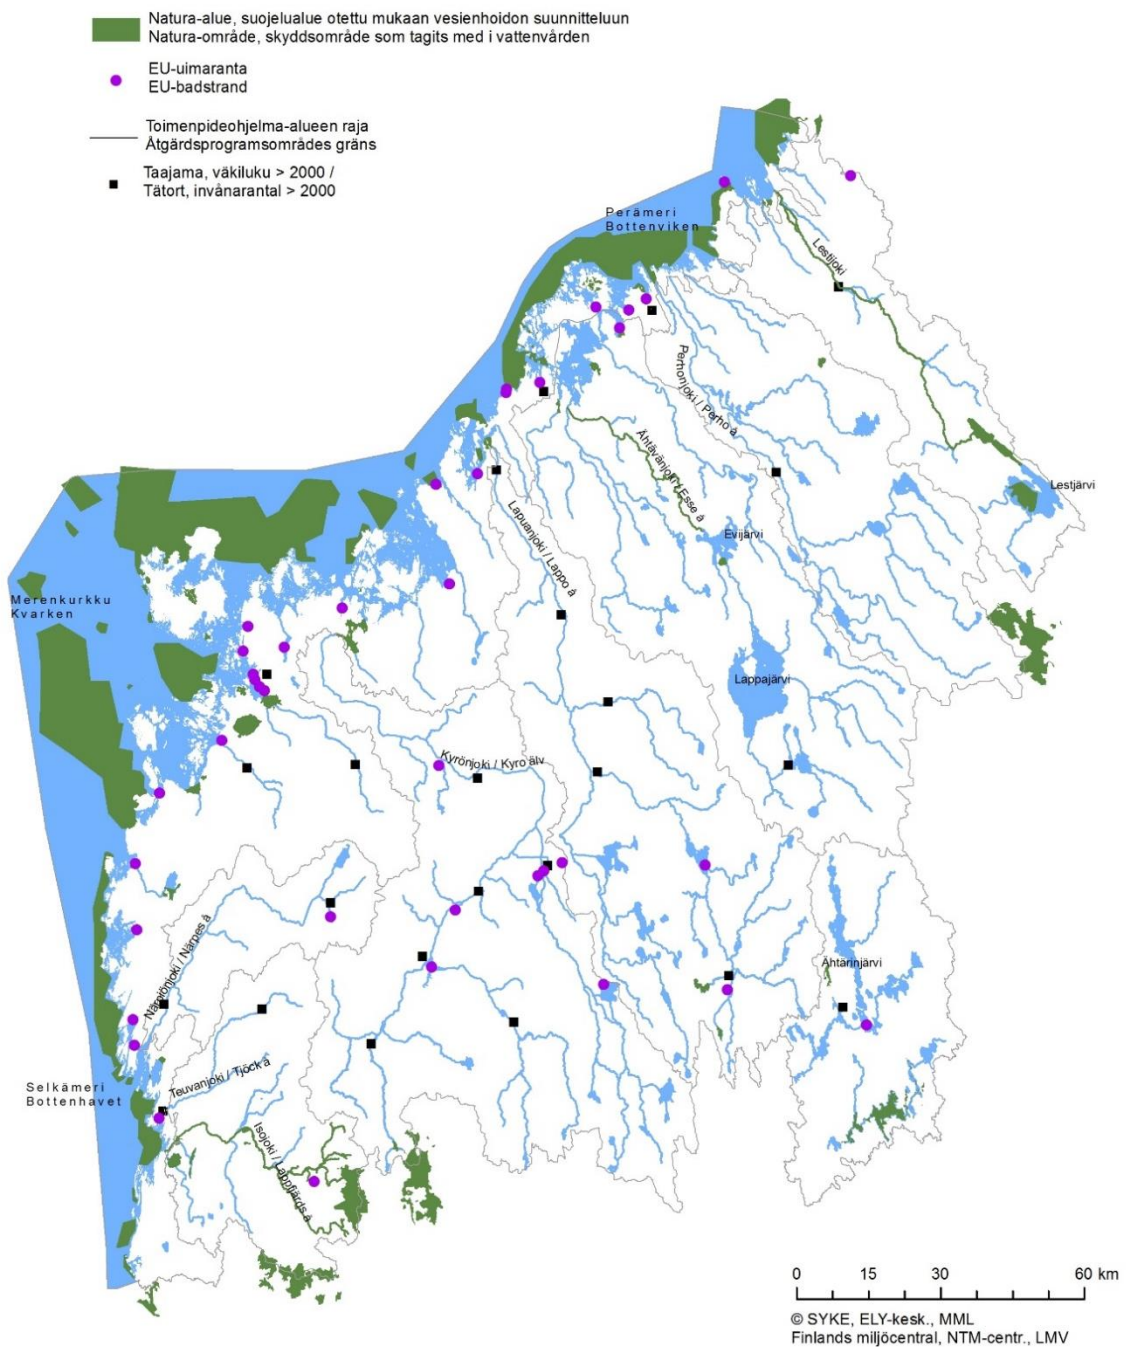 Natura-alue, suojelualue otettu mukaan vesienhoidon suunnitteluun
Natura-område, skyddsområde som tagits med i vattenvården
EU-uimaranta
EU-badstrand
Toimenpideohjelma-alueen raja
Åtgärdsprogramsområdes gräns
Taajama, väkiluku > 2000 /
Tätort, invånarantal > 2000
Perämeri
Bottenviken
Lestijoki
Perhonjoki / Perho å
Ähtävänjoki / Esse å
Lestjärvi
Evijärvi
Lapuanjoki / Lappo å
Merenkurkku
Kvarken
Lappajärvi
Kyrönjoki / Kyro älv
Närpiönjoki / Närpes å
Ähtärinjärvi
Teuvanjoki / Tjöck å
Selkämeri
Bottenhavet
Isojoki / Lappfjärds å
0 15 30 60 km
© SYKE, ELY-kesk., MML
Finlands miljöcentral, NTM-centr., LMV